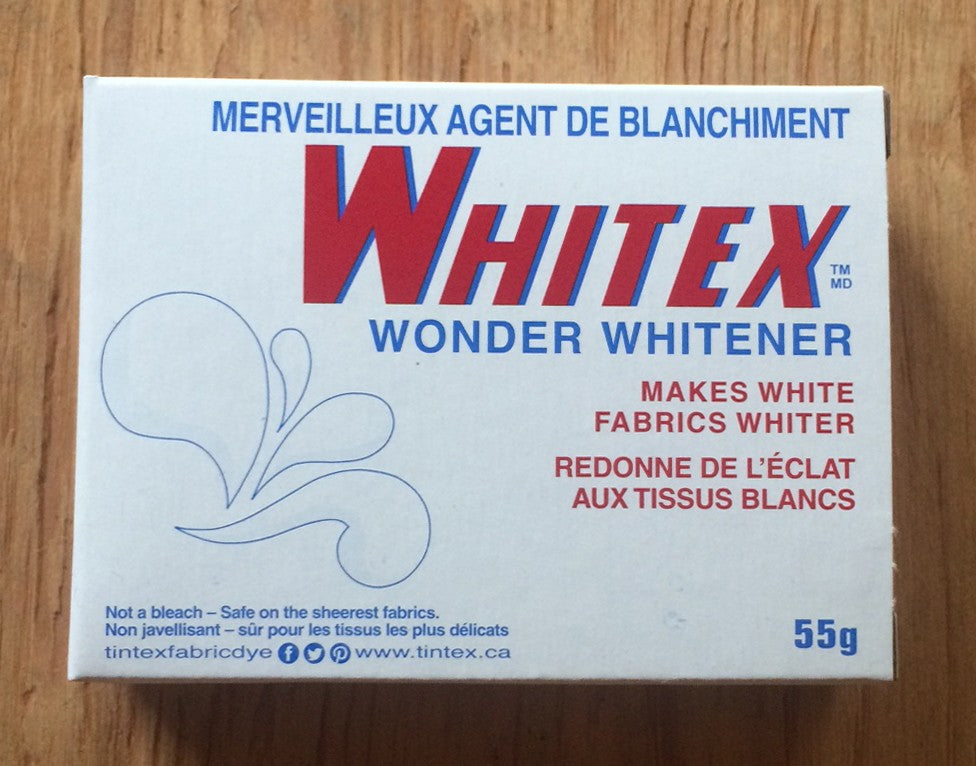 MERVEILLEUX AGENT DE BLANCHIMENT
WHITEX
TM
MD
WONDER WHITENER
MAKES WHITE
FABRICS WHITER
REDONNE DE L'ÉCLAT
AUX TISSUS BLANCS
Not a bleach – Safe on the sheerest fabrics.
Non javellisant – sûr pour les tissus les plus délicats
tintexfabricdye www.tintex.ca
55g